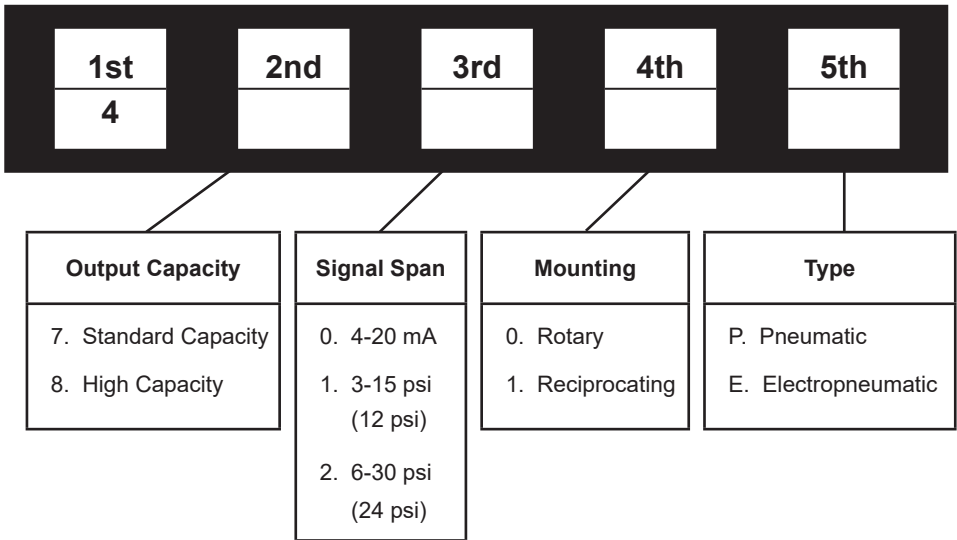 1st 2nd 3rd 4th 5th
4
Output Capacity
7. Standard Capacity
8. High Capacity
Signal Span
0. 4-20 mA
1. 3-15 psi
(12 psi)
2. 6-30 psi
(24 psi)
Mounting
0. Rotary
1. Reciprocating
Type
P. Pneumatic
E. Electropneumatic